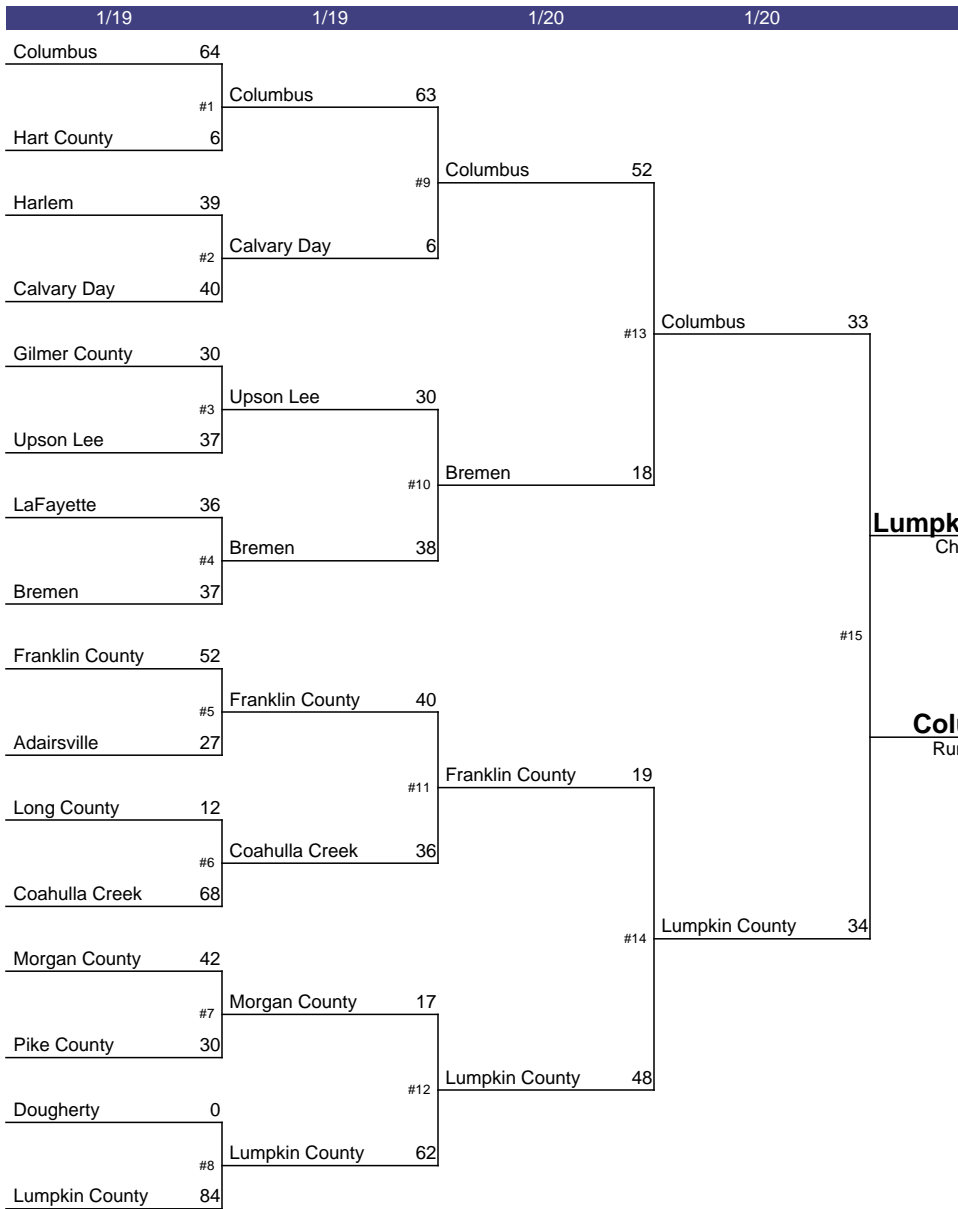 1/19 1/19 1/20 1/20
Columbus 64
#1 Columbus 63
Hart County 6
#9 Columbus 52
Harlem 39
#2 Calvary Day 6
Calvary Day 40
#13 Columbus 33
Gilmer County 30
#3 Upson Lee 30
Upson Lee 37
#10 Bremen 18
LaFayette 36
#4 Bremen 38
Bremen 37
Lumpk
Ch
#15
Franklin County 52
#5 Franklin County 40
Adairsville 27
Colu
Run
#11 Franklin County 19
Long County 12
#6 Coahulla Creek 36
Coahulla Creek 68
#14 Lumpkin County 34
Morgan County 42
#7 Morgan County 17
Pike County 30
#12 Lumpkin County 48
Dougherty 0
#8 Lumpkin County 62
Lumpkin County 84